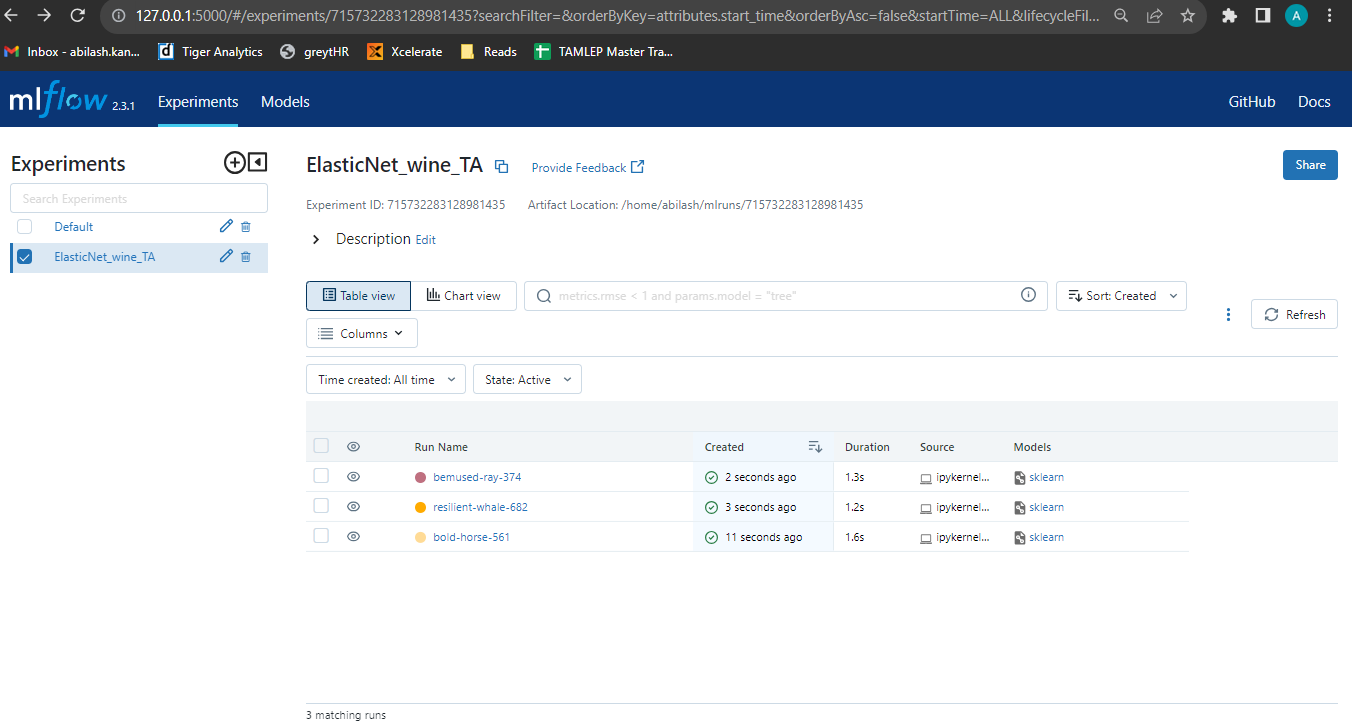 127.0.0.1:5000/#/experiments/715732283128981435?searchFilter=&orderByKey=attributes.start_time&orderByAsc=false&startTime=ALL&lifecycleFil...
A
Inbox - abilash.kan... Tiger Analytics greytHR Xcelerate Reads TAMLEP Master Tra...
mlflow 2.3.1 Experiments Models GitHub Docs
Experiments
Search Experiments
Default
ElasticNet_wine_TA
ElasticNet_wine_TA Provide Feedback Share
Experiment ID: 715732283128981435 Artifact Location: /home/abilash/mlruns/715732283128981435
Description Edit
Table view Chart view metrics.rmse < 1 and params.model = "tree" Sort: Created
Refresh
Columns
Time created: All time State: Active
Run Name Created Duration Source Models
bemused-ray-374 2 seconds ago 1.3s ipykernel... sklearn
resilient-whale-682 3 seconds ago 1.2s ipykernel... sklearn
bold-horse-561 11 seconds ago 1.6s ipykernel... sklearn
3 matching runs